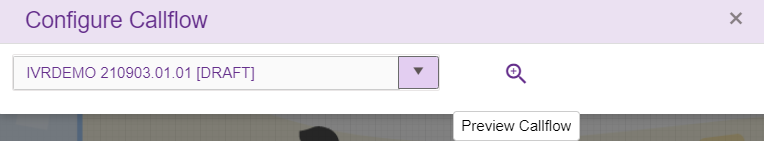 Configure Callflow
IVRDEMO 210903.01.01 [DRAFT]
Preview Callflow